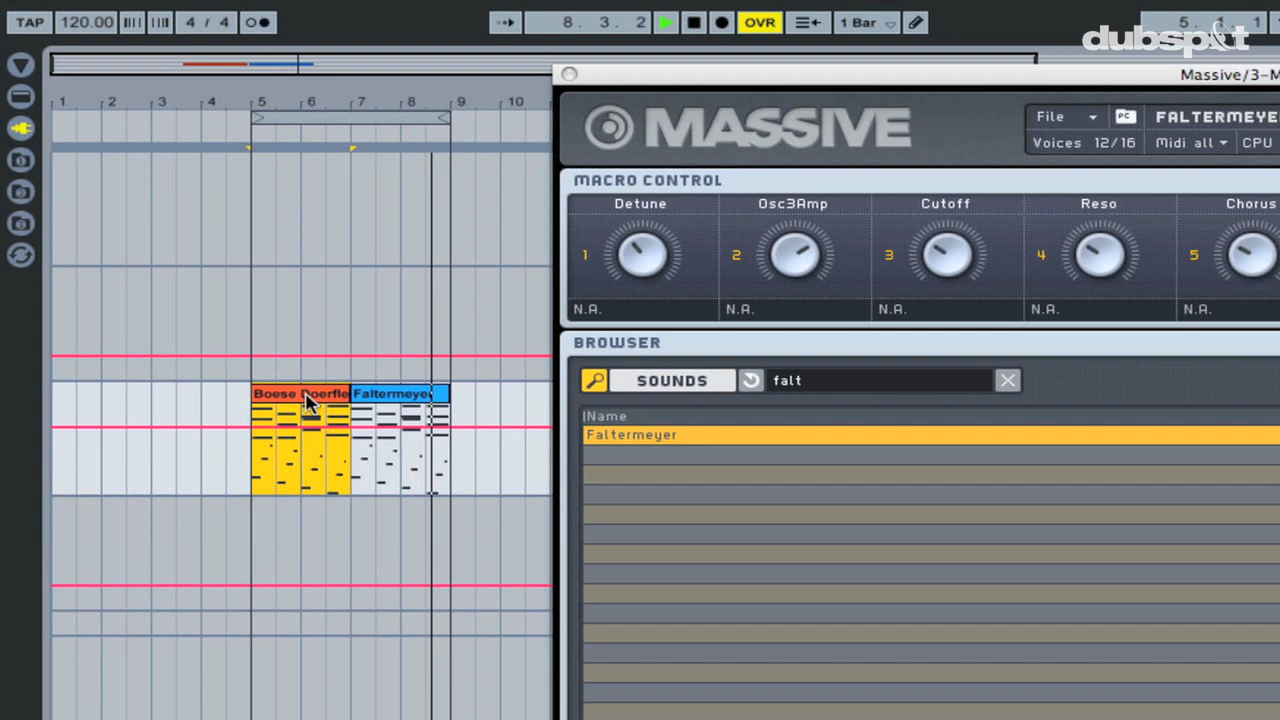 TAP 120.00 4 / 4 8. 3. 2 OVR 1 Bar 5. 1. 1
dubspot
Massive/3-M
1 2 3 4 5 6 7 8 9 10
MASSIVE
File PC FALTERMEYE
Voices 12/16 Midi all CPU
MACRO CONTROL
Detune Osc3Amp Cutoff Reso Chorus
1 2 3 4 5
N.A. N.A. N.A. N.A. N.A.
BROWSER
SOUNDS falt
Boese Doerfle Faltermeye
Name
Faltermeyer